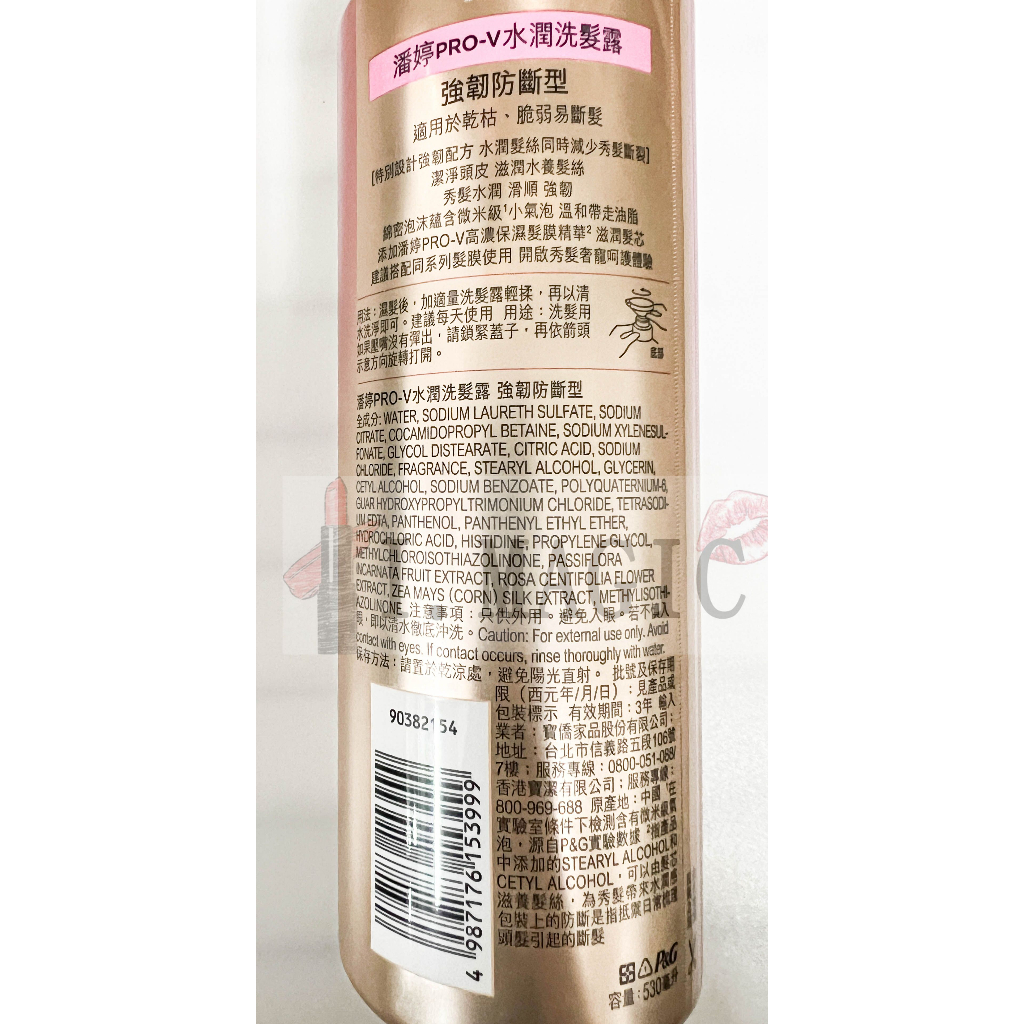 潘婷PRO-V水潤洗髮露
強韌防斷型
適用於乾枯、脆弱易斷髮
[特別設計強韌配方 水潤髮絲同時減少秀髮斷裂]
潔淨頭皮 滋潤水養髮絲
秀髮水潤 滑順 強韌
綿密泡沫蘊含微米級¹小氣泡 溫和帶走油脂
添加潘婷PRO-V高濃保濕髮膜精華² 滋潤髮芯
建議搭配同系列髮膜使用 開啟秀髮奢寵呵護體驗
用法：濕髮後，加適量洗髮露輕揉，再以清
水洗淨即可。建議每天使用 用途：洗髮用
如果壓嘴沒有彈出，請鎖緊蓋子，再依箭頭
示意方向旋轉打開。
底部
潘婷PRO-V水潤洗髮露 強韌防斷型
全成分: WATER, SODIUM LAURETH SULFATE, SODIUM
CITRATE, COCAMIDOPROPYL BETAINE, SODIUM XYLENESUL-
FONATE, GLYCOL DISTEARATE, CITRIC ACID, SODIUM
CHLORIDE, FRAGRANCE, STEARYL ALCOHOL, GLYCERIN,
CETYL ALCOHOL, SODIUM BENZOATE, POLYQUATERNIUM-6,
GUAR HYDROXYPROPYLTRIMONIUM CHLORIDE, TETRASODI-
UM EDTA, PANTHENOL, PANTHENYL ETHYL ETHER,
HYDROCHLORIC ACID, HISTIDINE, PROPYLENE GLYCOL,
METHYLCHLOROISOTHIAZOLINONE, PASSIFLORA
INCARNATA FRUIT EXTRACT, ROSA CENTIFOLIA FLOWER
EXTRACT, ZEA MAYS (CORN) SILK EXTRACT, METHYLISOTHI-
AZOLINONE 注意事項：只供外用。避免入眼。若不慎入
眼，即以清水徹底沖洗。Caution: For external use only. Avoid
contact with eyes. If contact occurs, rinse thoroughly with water.
保存方法：請置於乾涼處，避免陽光直射。 批號及保存期
限（西元年/月/日）：見產品或
包裝標示 有效期間：3年 輸入
業者：寶僑家品股份有限公司；
地址：台北市信義路五段106號
7樓；服務專線：0800-051-088/
香港寶潔有限公司；服務專線：
800-969-688 原產地：中國 ¹在
實驗室條件下檢測含有微米級氣
泡，源自P&G實驗數據 ²指產品
中添加的STEARYL ALCOHOL和
CETYL ALCOHOL，可以由髮芯
滋養髮絲，為秀髮帶來水潤感
包裝上的防斷是指抵禦日常梳理
頭髮引起的斷髮
90382154
4 987176 153999
P&G
容量：530毫升
MAGIC